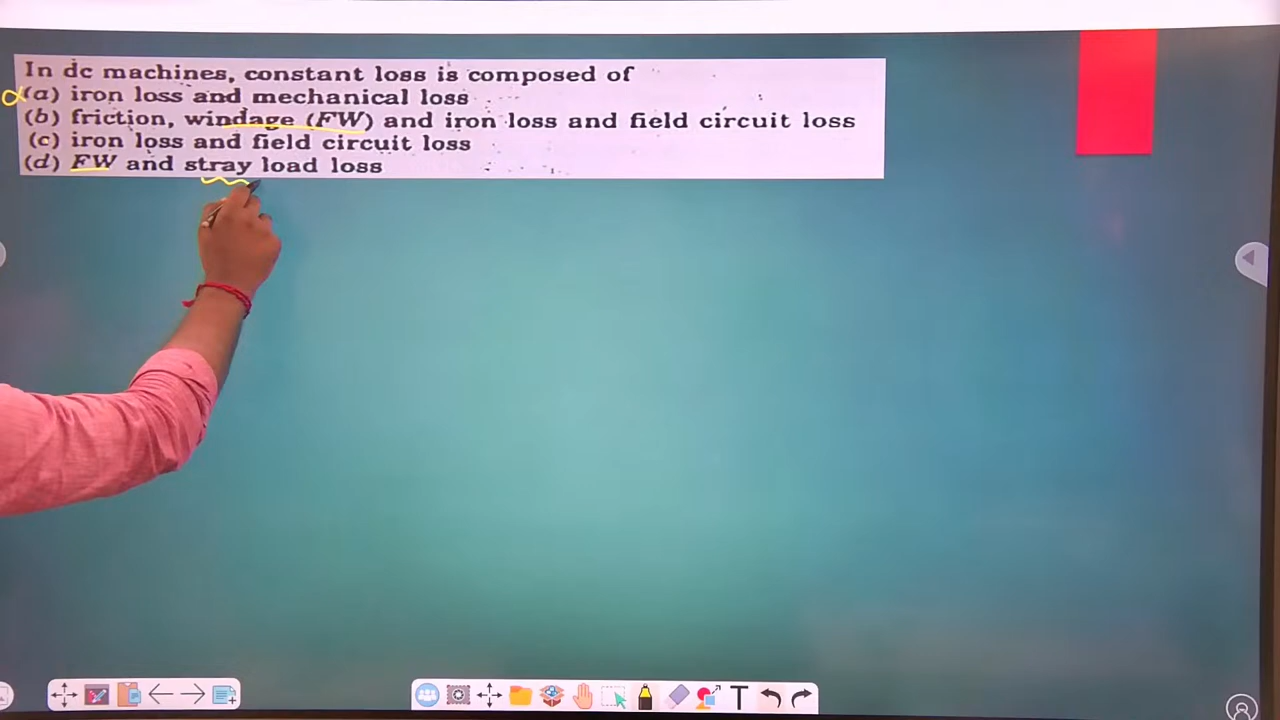 In dc machines, constant loss is composed of
(a) iron loss and mechanical loss
(b) friction, windage (FW) and iron loss and field circuit loss
(c) iron loss and field circuit loss
(d) FW and stray load loss
T